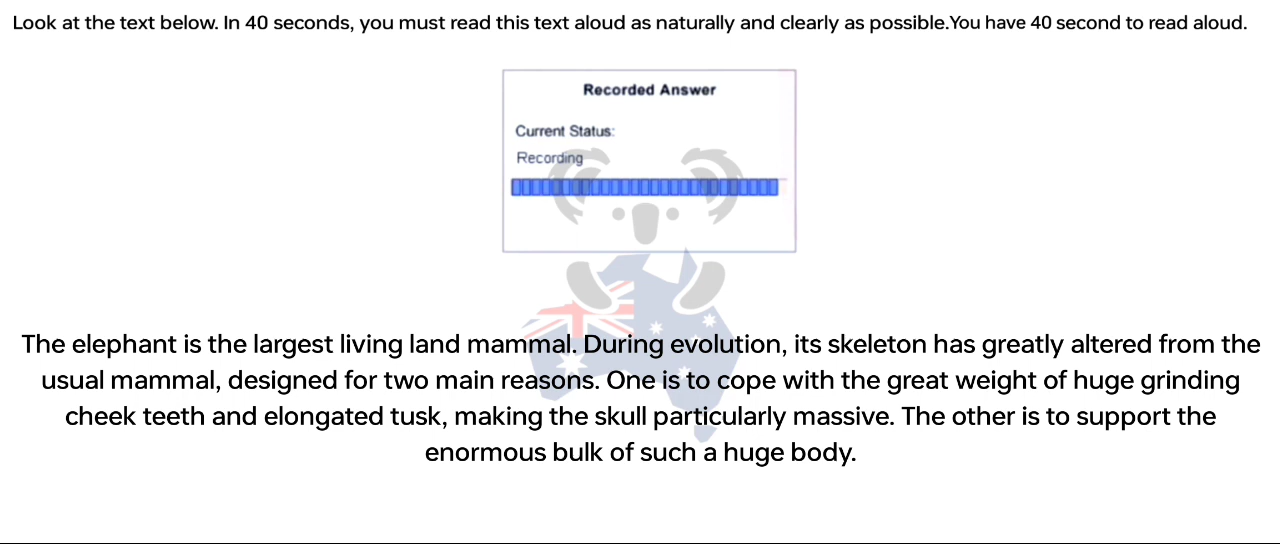 Look at the text below. In 40 seconds, you must read this text aloud as naturally and clearly as possible.You have 40 second to read aloud.
Recorded Answer
Current Status:
Recording
The elephant is the largest living land mammal. During evolution, its skeleton has greatly altered from the
usual mammal, designed for two main reasons. One is to cope with the great weight of huge grinding
cheek teeth and elongated tusk, making the skull particularly massive. The other is to support the
enormous bulk of such a huge body.